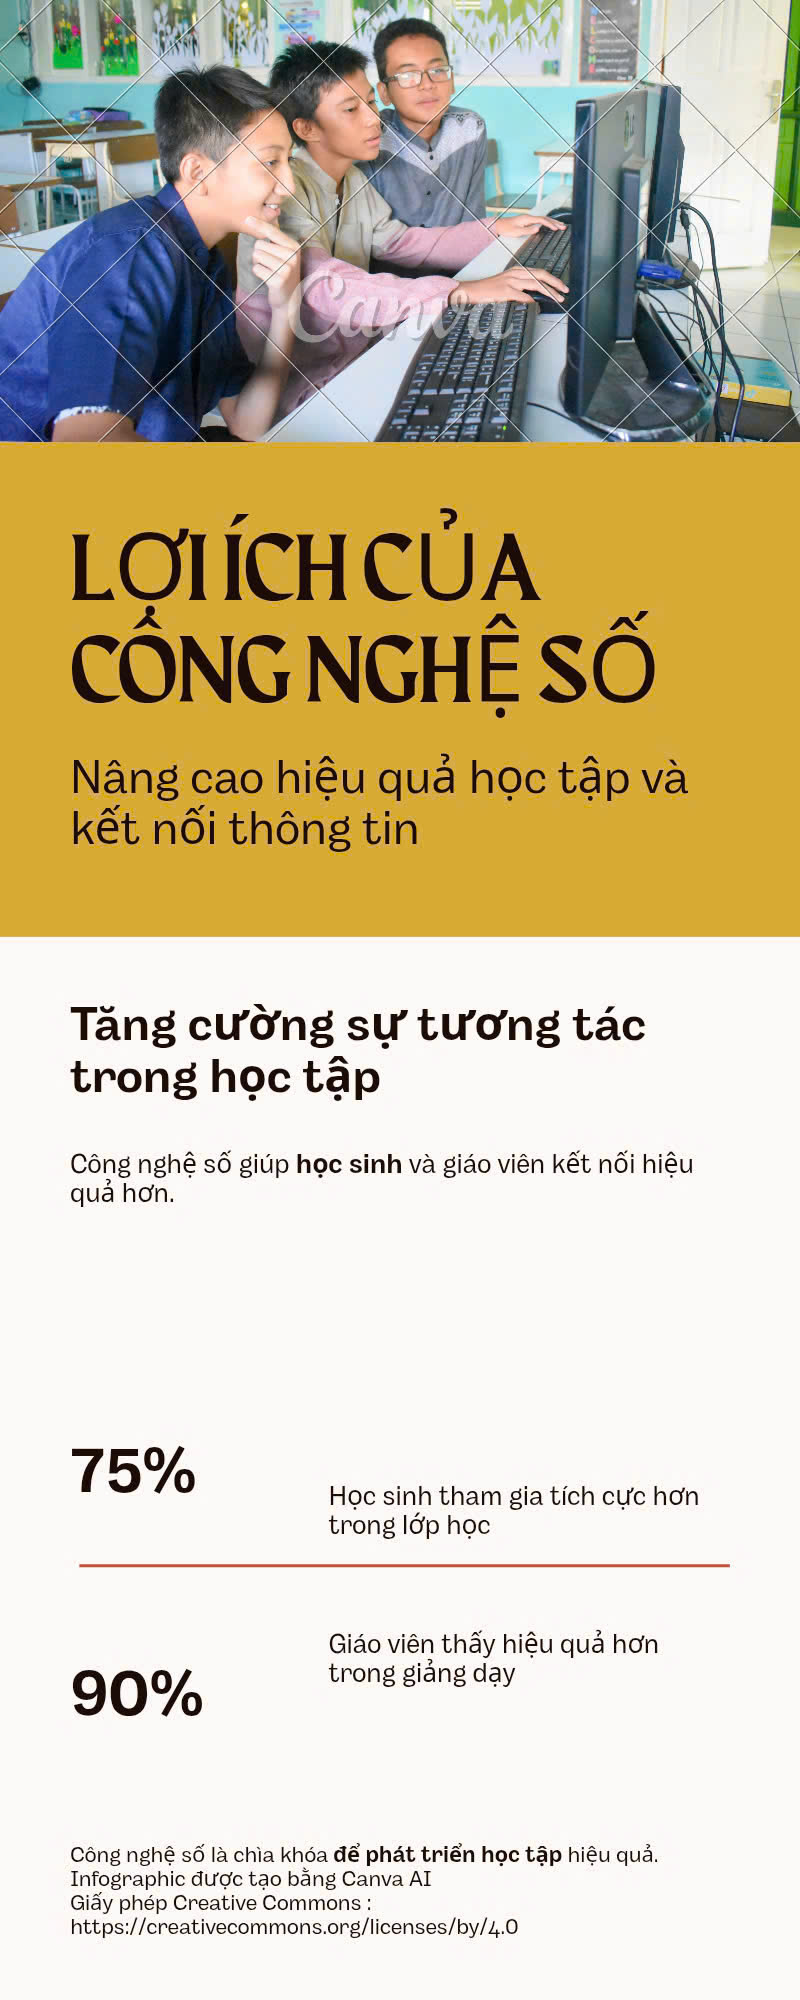 Canva
LỢI ÍCH CỦA
CÔNG NGHỆ SỐ
Nâng cao hiệu quả học tập và
kết nối thông tin
Tăng cường sự tương tác
trong học tập
Công nghệ số giúp học sinh và giáo viên kết nối hiệu
quả hơn.
75%
Học sinh tham gia tích cực hơn
trong lớp học
90%
Giáo viên thấy hiệu quả hơn
trong giảng dạy
Công nghệ số là chìa khóa để phát triển học tập hiệu quả.
Infographic được tạo bằng Canva AI
Giấy phép Creative Commons :
https://creativecommons.org/licenses/by/4.0